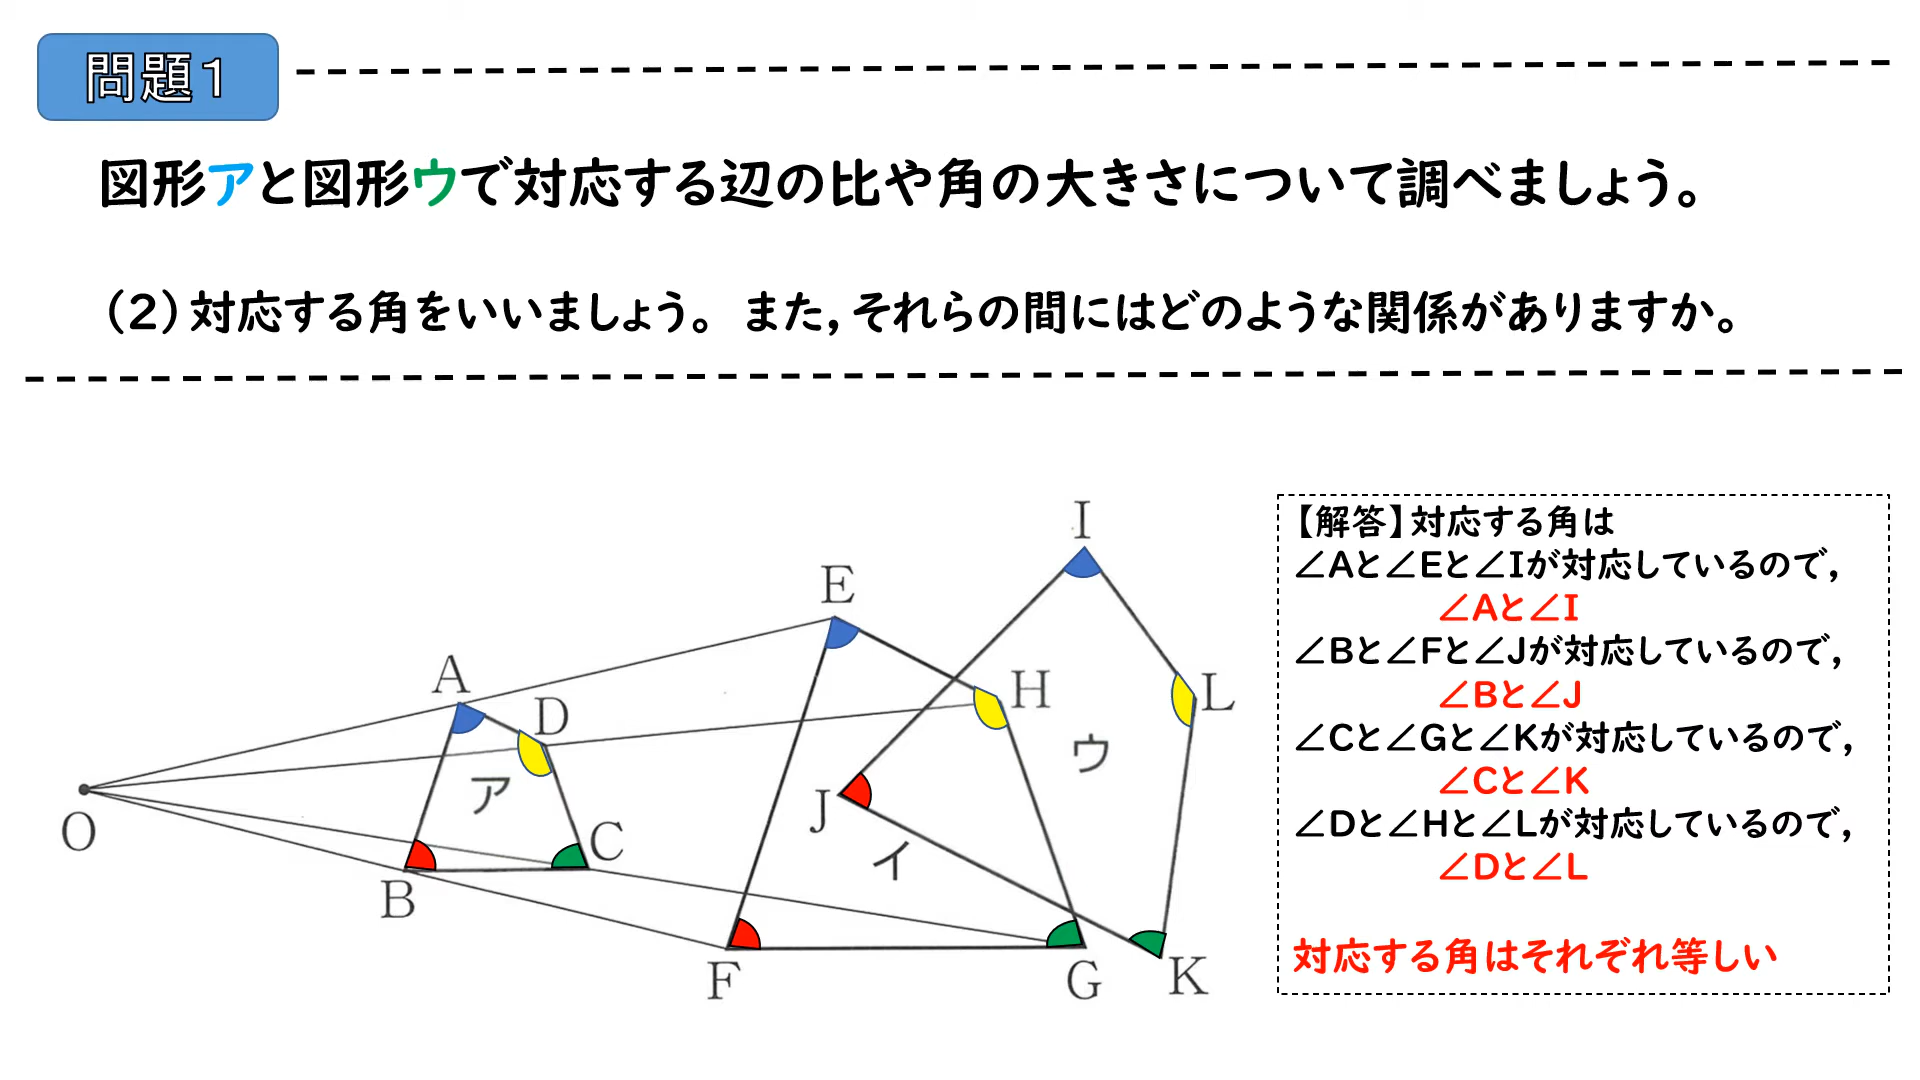 問題1
図形アと図形ウで対応する辺の比や角の大きさについて調べましょう。
(2)対応する角をいいましょう。また,それらの間にはどのような関係がありますか。
I
E
A
D
H
L
ア
ウ
O
J
C
イ
B
F
G
K
【解答】対応する角は
∠Aと∠Eと∠Iが対応しているので,
∠Aと∠I
∠Bと∠Fと∠Jが対応しているので,
∠Bと∠J
∠Cと∠Gと∠Kが対応しているので,
∠Cと∠K
∠Dと∠Hと∠Lが対応しているので,
∠Dと∠L
対応する角はそれぞれ等しい